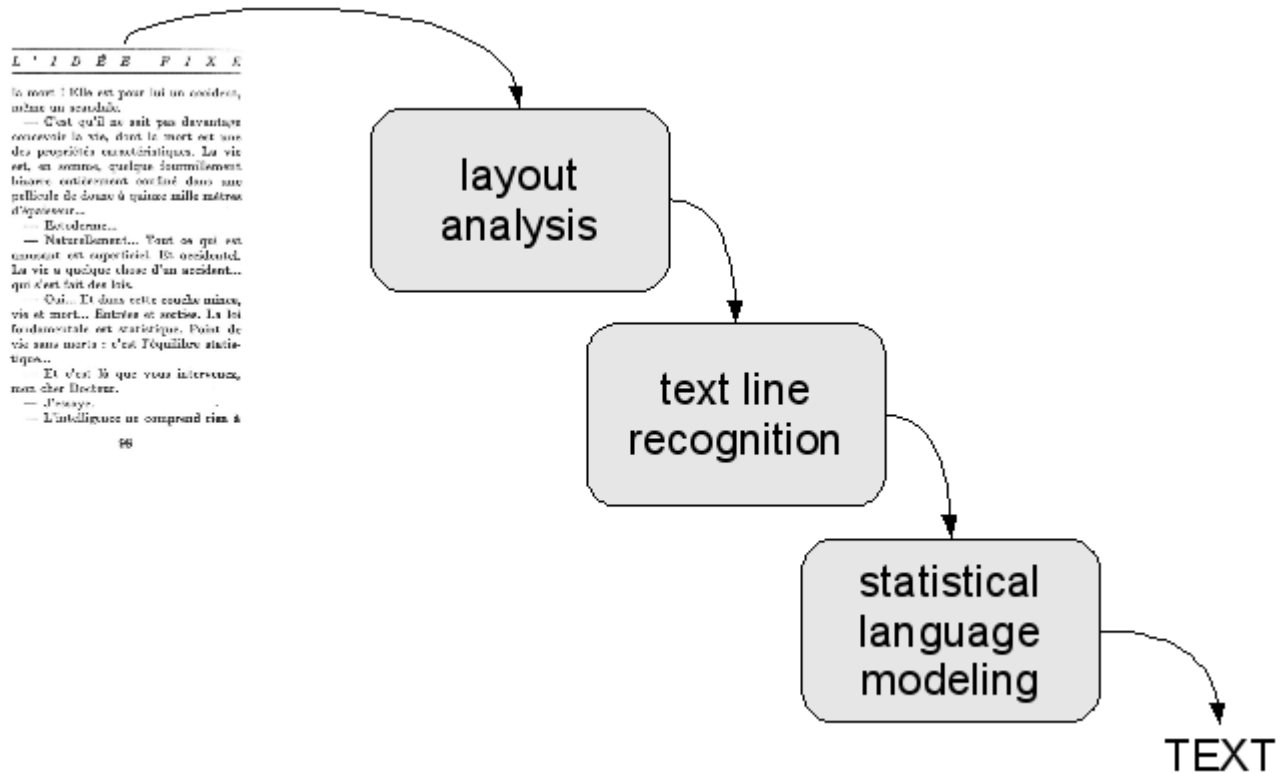 L'IDÉE FIXE
la mort ! Elle est pour lui un accident,
même un scandale.
— C'est qu'il ne sait pas davantage
concevoir la vie, dont la mort est une
des propriétés caractéristiques. La vie
est, en somme, quelque fourmillement
bizarre entièrement confiné dans une
pellicule de douze à quinze mille mètres
d'épaisseur...
— Ectoderme...
— Naturellement... Tout ce qui est
amusant est superficiel. Et accidentel.
La vie a quelque chose d'un accident...
qui s'est fait des lois.
— Oui... Et dans cette couche mince,
vie et mort... Entrées et sorties. La loi
fondamentale est statistique. Point de
vie sans morts : c'est l'équilibre statis-
tique...
— Et c'est là que vous intervenez,
mon cher Docteur.
— J'essaye.
— L'intelligence ne comprend rien à
layout
analysis
text line
recognition
statistical
language
modeling
TEXT